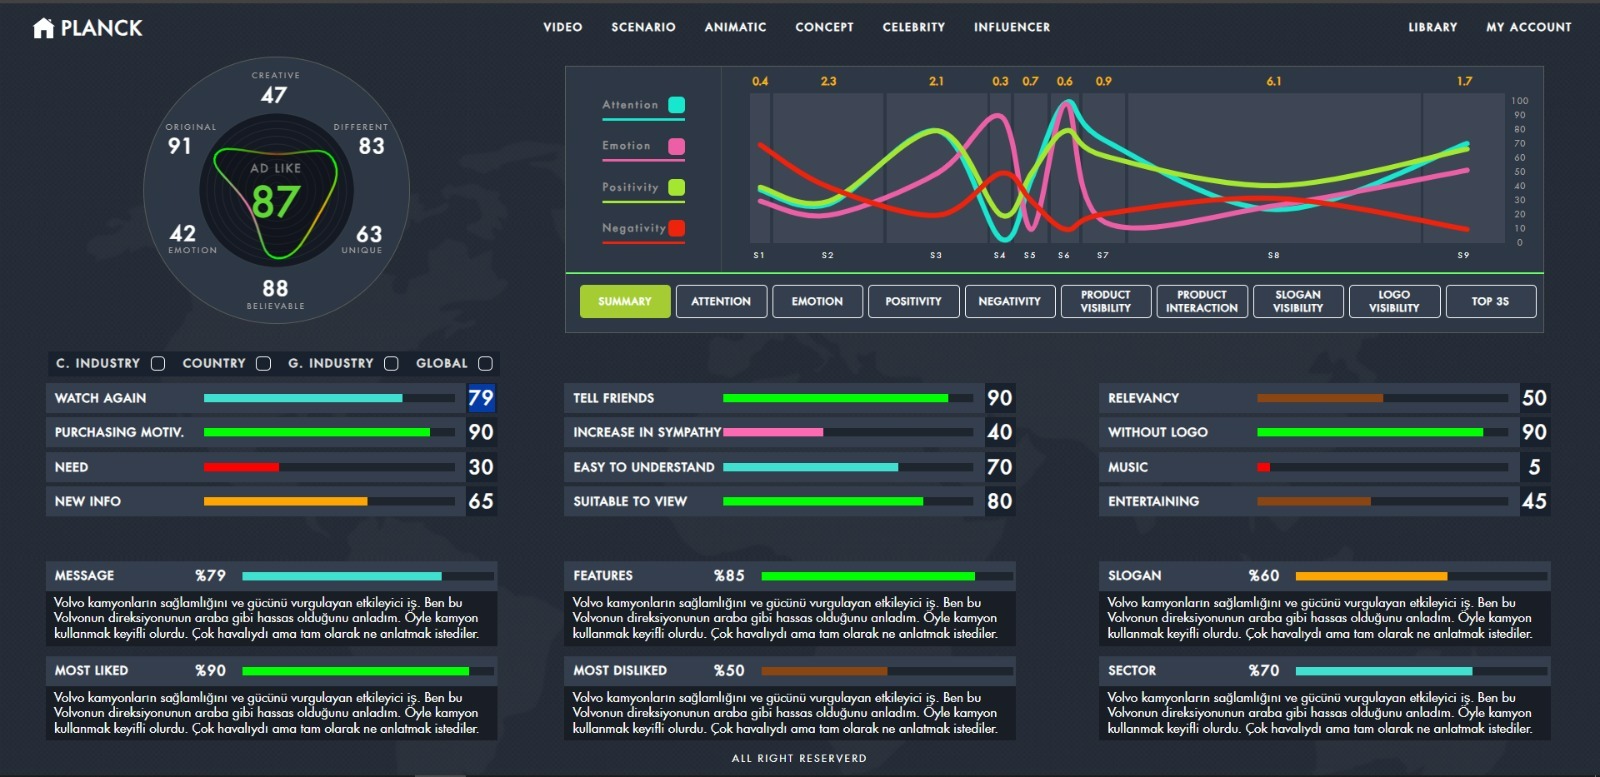 PLANCK
VIDEO SCENARIO ANIMATIC CONCEPT CELEBRITY INFLUENCER
LIBRARY MY ACCOUNT
CREATIVE
47
ORIGINAL
91
DIFFERENT
83
AD LIKE
87
42
EMOTION
63
UNIQUE
88
BELIEVABLE
0.4 2.3 2.1 0.3 0.7 0.6 0.9 6.1 1.7
Attention
Emotion
Positivity
Negativity
100
90
80
70
60
50
40
30
20
10
0
S1 S2 S3 S4 S5 S6 S7 S8 S9
SUMMARY
ATTENTION
EMOTION
POSITIVITY
NEGATIVITY
PRODUCT
VISIBILITY
PRODUCT
INTERACTION
SLOGAN
VISIBILITY
LOGO
VISIBILITY
TOP 3S
C. INDUSTRY COUNTRY G. INDUSTRY GLOBAL
WATCH AGAIN 79
PURCHASING MOTIV. 90
NEED 30
NEW INFO 65
TELL FRIENDS 90
INCREASE IN SYMPATHY 40
EASY TO UNDERSTAND 70
SUITABLE TO VIEW 80
RELEVANCY 50
WITHOUT LOGO 90
MUSIC 5
ENTERTAINING 45
MESSAGE %79
Volvo kamyonların sağlamlığını ve gücünü vurgulayan etkileyici iş. Ben bu
Volvonun direksiyonunun araba gibi hassas olduğunu anladım. Öyle kamyon
kullanmak keyifli olurdu. Çok havalıydı ama tam olarak ne anlatmak istediler.
FEATURES %85
Volvo kamyonların sağlamlığını ve gücünü vurgulayan etkileyici iş. Ben bu
Volvonun direksiyonunun araba gibi hassas olduğunu anladım. Öyle kamyon
kullanmak keyifli olurdu. Çok havalıydı ama tam olarak ne anlatmak istediler.
SLOGAN %60
Volvo kamyonların sağlamlığını ve gücünü vurgulayan etkileyici iş. Ben bu
Volvonun direksiyonunun araba gibi hassas olduğunu anladım. Öyle kamyon
kullanmak keyifli olurdu. Çok havalıydı ama tam olarak ne anlatmak istediler.
MOST LIKED %90
Volvo kamyonların sağlamlığını ve gücünü vurgulayan etkileyici iş. Ben bu
Volvonun direksiyonunun araba gibi hassas olduğunu anladım. Öyle kamyon
kullanmak keyifli olurdu. Çok havalıydı ama tam olarak ne anlatmak istediler.
MOST DISLIKED %50
Volvo kamyonların sağlamlığını ve gücünü vurgulayan etkileyici iş. Ben bu
Volvonun direksiyonunun araba gibi hassas olduğunu anladım. Öyle kamyon
kullanmak keyifli olurdu. Çok havalıydı ama tam olarak ne anlatmak istediler.
SECTOR %70
Volvo kamyonların sağlamlığını ve gücünü vurgulayan etkileyici iş. Ben bu
Volvonun direksiyonunun araba gibi hassas olduğunu anladım. Öyle kamyon
kullanmak keyifli olurdu. Çok havalıydı ama tam olarak ne anlatmak istediler.
ALL RIGHT RESERVERD